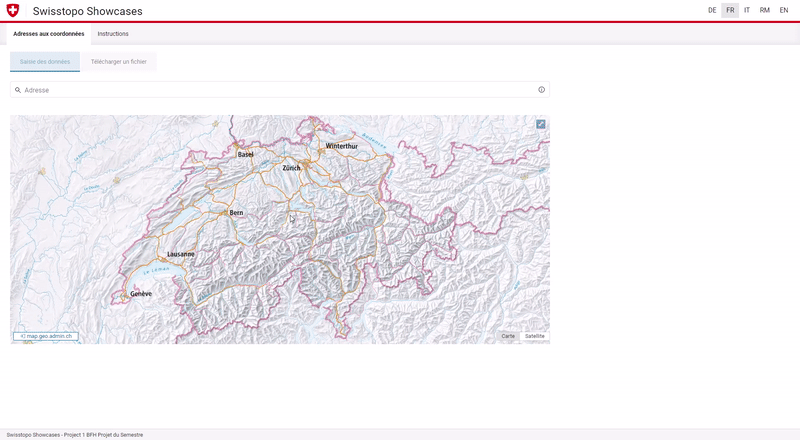 Swisstopo Showcases
DE FR IT RM EN
Adresses aux coordonnées Instructions
Saisie des données Télécharger un fichier
Adresse
Bodensee
Winterthur
Basel
Zürich
Bern
Lausanne
Le Léman
Genève
map.geo.admin.ch
Carte Satellite
Swisstopo Showcases - Project 1 BFH Projet du Semestre